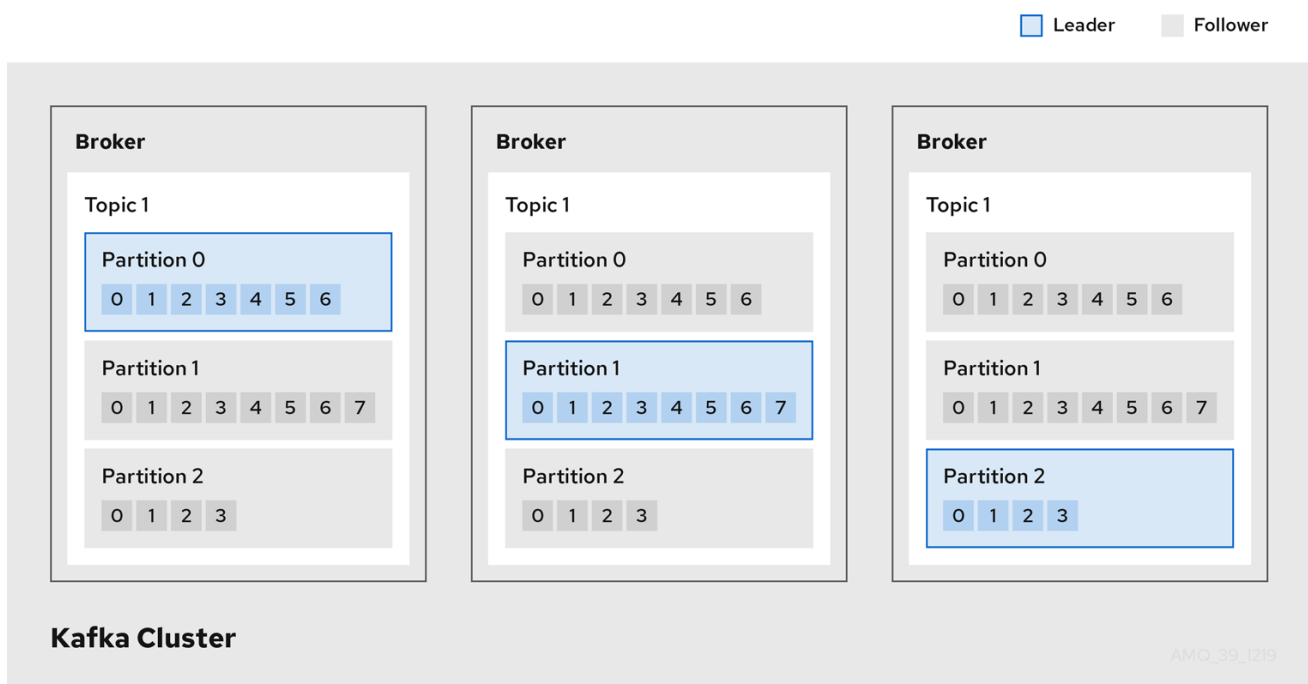 Leader Follower
Broker
Topic 1
Partition 0
0 1 2 3 4 5 6
Partition 1
0 1 2 3 4 5 6 7
Partition 2
0 1 2 3
Broker
Topic 1
Partition 0
0 1 2 3 4 5 6
Partition 1
0 1 2 3 4 5 6 7
Partition 2
0 1 2 3
Broker
Topic 1
Partition 0
0 1 2 3 4 5 6
Partition 1
0 1 2 3 4 5 6 7
Partition 2
0 1 2 3
Kafka Cluster
AMQ_39_1219